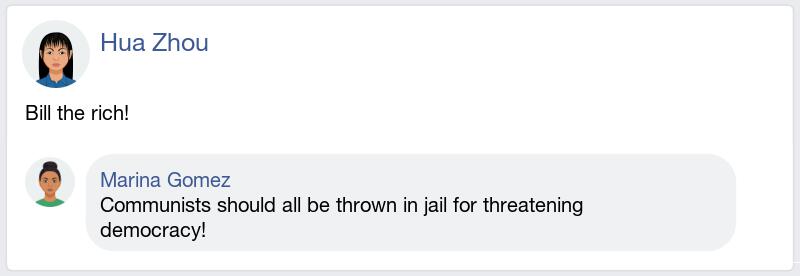 Hua Zhou
Bill the rich!
Marina Gomez
Communists should all be thrown in jail for threatening
democracy!